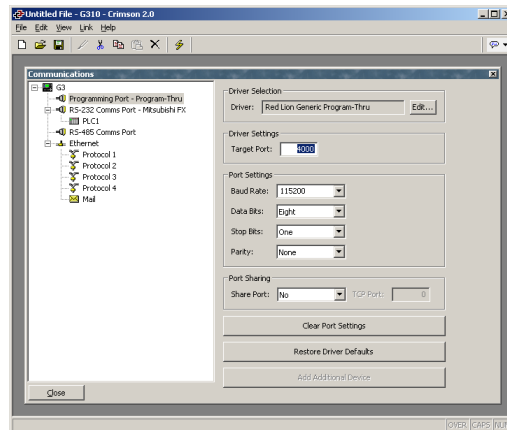 Untitled File - G310 - Crimson 2.0
File Edit View Link Help
Communications
G3
Programming Port - Program-Thru
RS-232 Comms Port - Mitsubishi FX
PLC1
RS-485 Comms Port
Ethernet
Protocol 1
Protocol 2
Protocol 3
Protocol 4
Mail
Driver Selection
Driver: Red Lion Generic Program-Thru Edit...
Driver Settings
Target Port: 4000
Port Settings
Baud Rate: 115200
Data Bits: Eight
Stop Bits: One
Parity: None
Port Sharing
Share Port: No TCP Port: 0
Clear Port Settings
Restore Driver Defaults
Add Additional Device
Close
OVER CAPS NUM